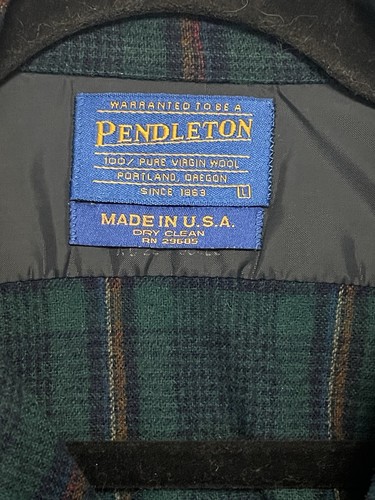 WARRANTED TO BE A
PENDLETON
100% PURE VIRGIN WOOL
PORTLAND, OREGON
SINCE 1863
L
MADE IN U.S.A.
DRY CLEAN
RN 29685